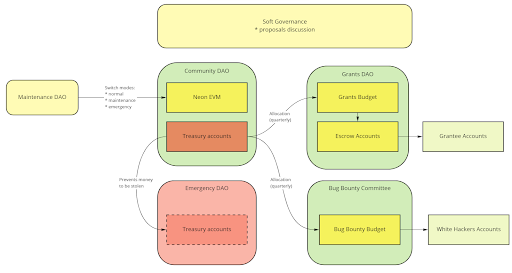 Soft Governance
* proposals discussion
Community DAO
Grants DAO
Maintenance DAO
Switch modes:
* normal
* maintenance
* emergency
Neon EVM
Grants Budget
Allocation
(quarterly)
Treasury accounts
Escrow Accounts
Grantee Accounts
Prevents money
to be stolen
Allocation
(quarterly)
Emergency DAO
Bug Bounty Committee
Treasury accounts
Bug Bounty Budget
White Hackers Accounts